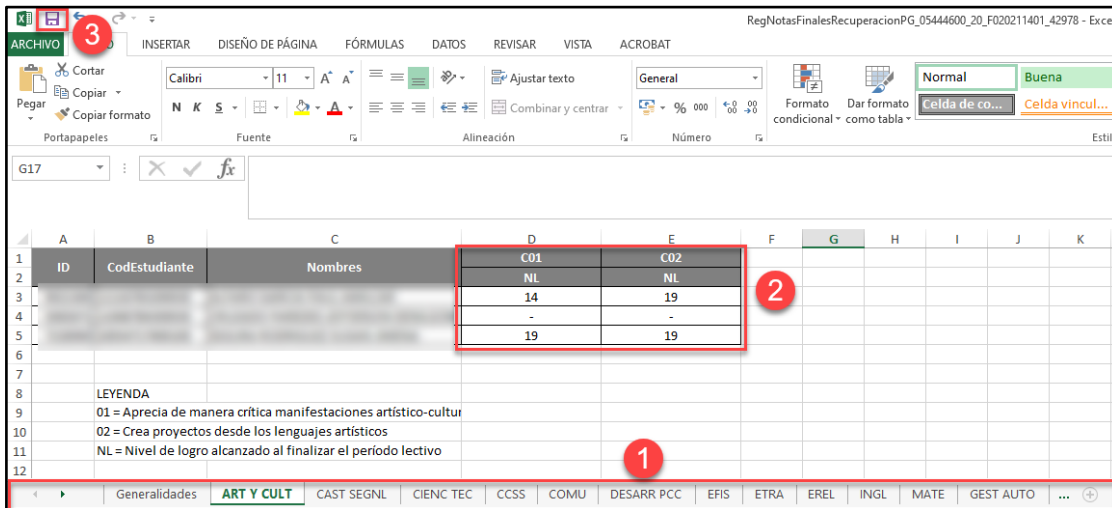 RegNotasFinalesRecuperacionPG_05444600_20_F020211401_42978 - Exce
3
ARCHIVO INSERTAR DISEÑO DE PÁGINA FÓRMULAS DATOS REVISAR VISTA ACROBAT
Pegar
Cortar
Copiar
Copiar formato
Portapapeles
Calibri 11
N K S
Fuente
Ajustar texto
Combinar y centrar
Alineación
General
% 000
Número
Formato condicional
Dar formato como tabla
Normal Buena
Celda de co... Celda vincul...
Estil
G17 fx
A B C D E F G H I J K
1 ID CodEstudiante Nombres C01 C02
2 NL NL
3 14 19
2
4 - -
5 19 19
6
7
8 LEYENDA
9 01 = Aprecia de manera crítica manifestaciones artístico-cultur
10 02 = Crea proyectos desde los lenguajes artísticos
11 NL = Nivel de logro alcanzado al finalizar el período lectivo
12
1
Generalidades ART Y CULT CAST SEGNL CIENC TEC CCSS COMU DESARR PCC EFIS ETRA EREL INGL MATE GEST AUTO ...